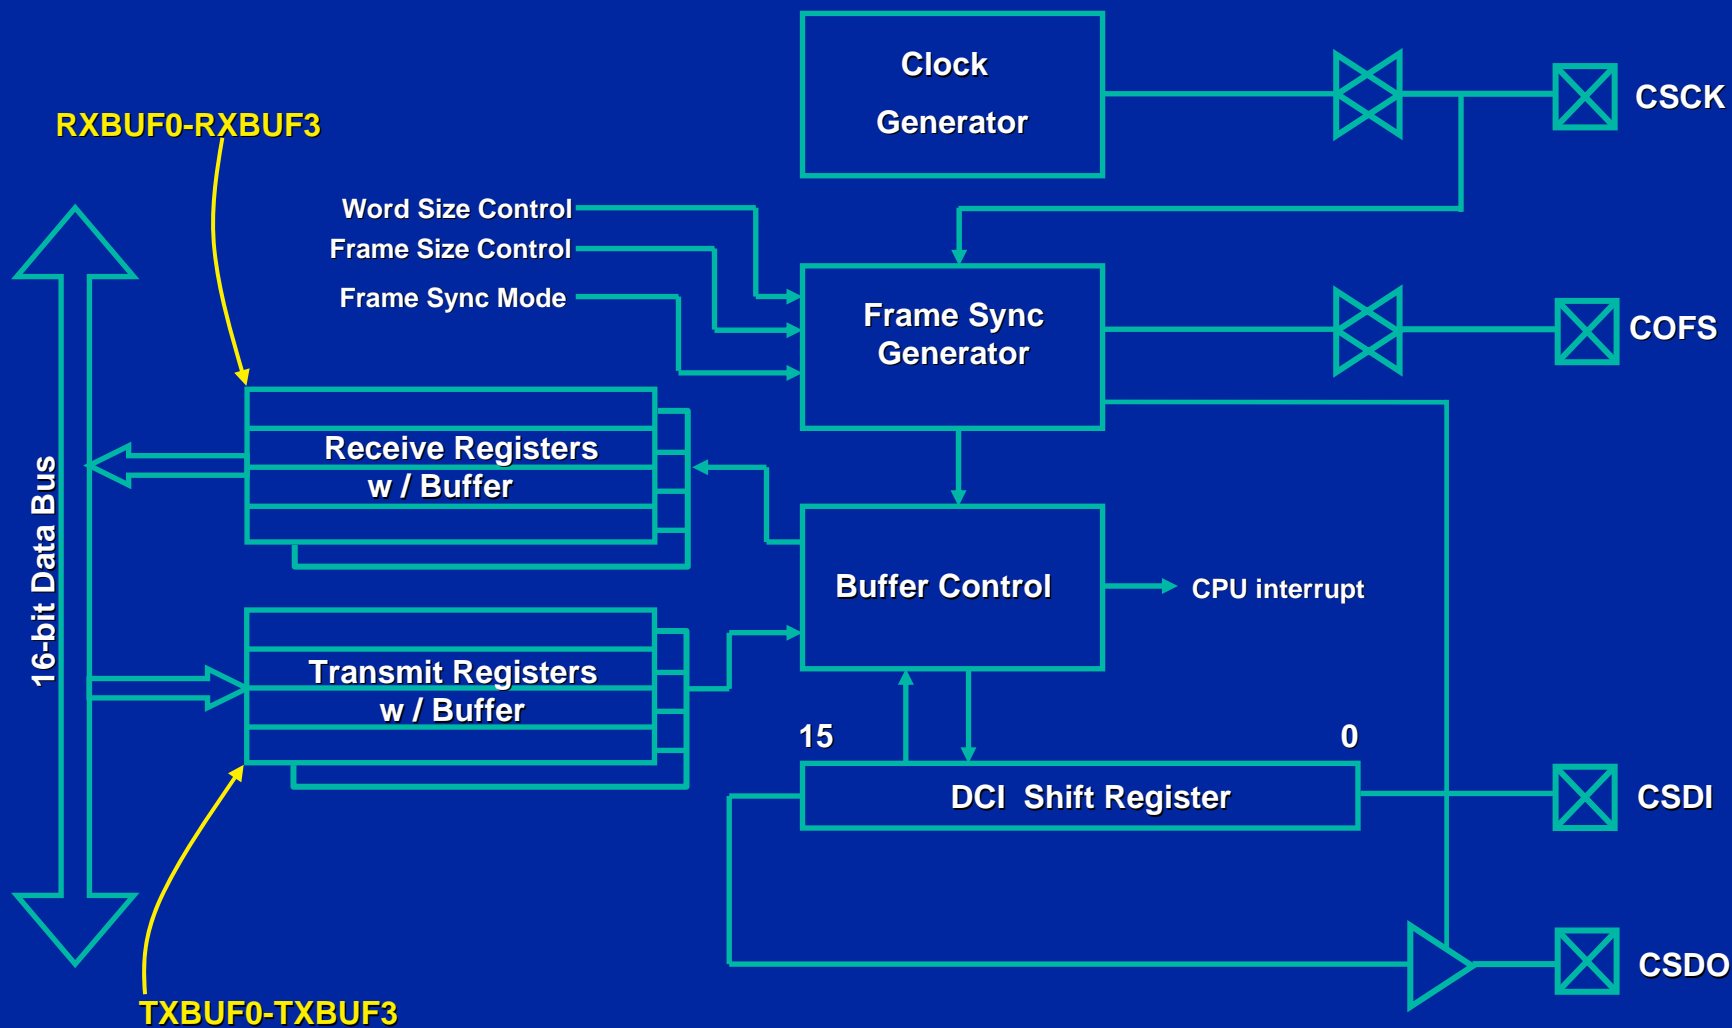 Clock
Generator
CSCK
RXBUF0-RXBUF3
Word Size Control
Frame Size Control
Frame Sync Mode
Frame Sync
Generator
COFS
Receive Registers
w / Buffer
16-bit Data Bus
Buffer Control
CPU interrupt
Transmit Registers
w / Buffer
15
0
DCI  Shift Register
CSDI
CSDO
TXBUF0-TXBUF3